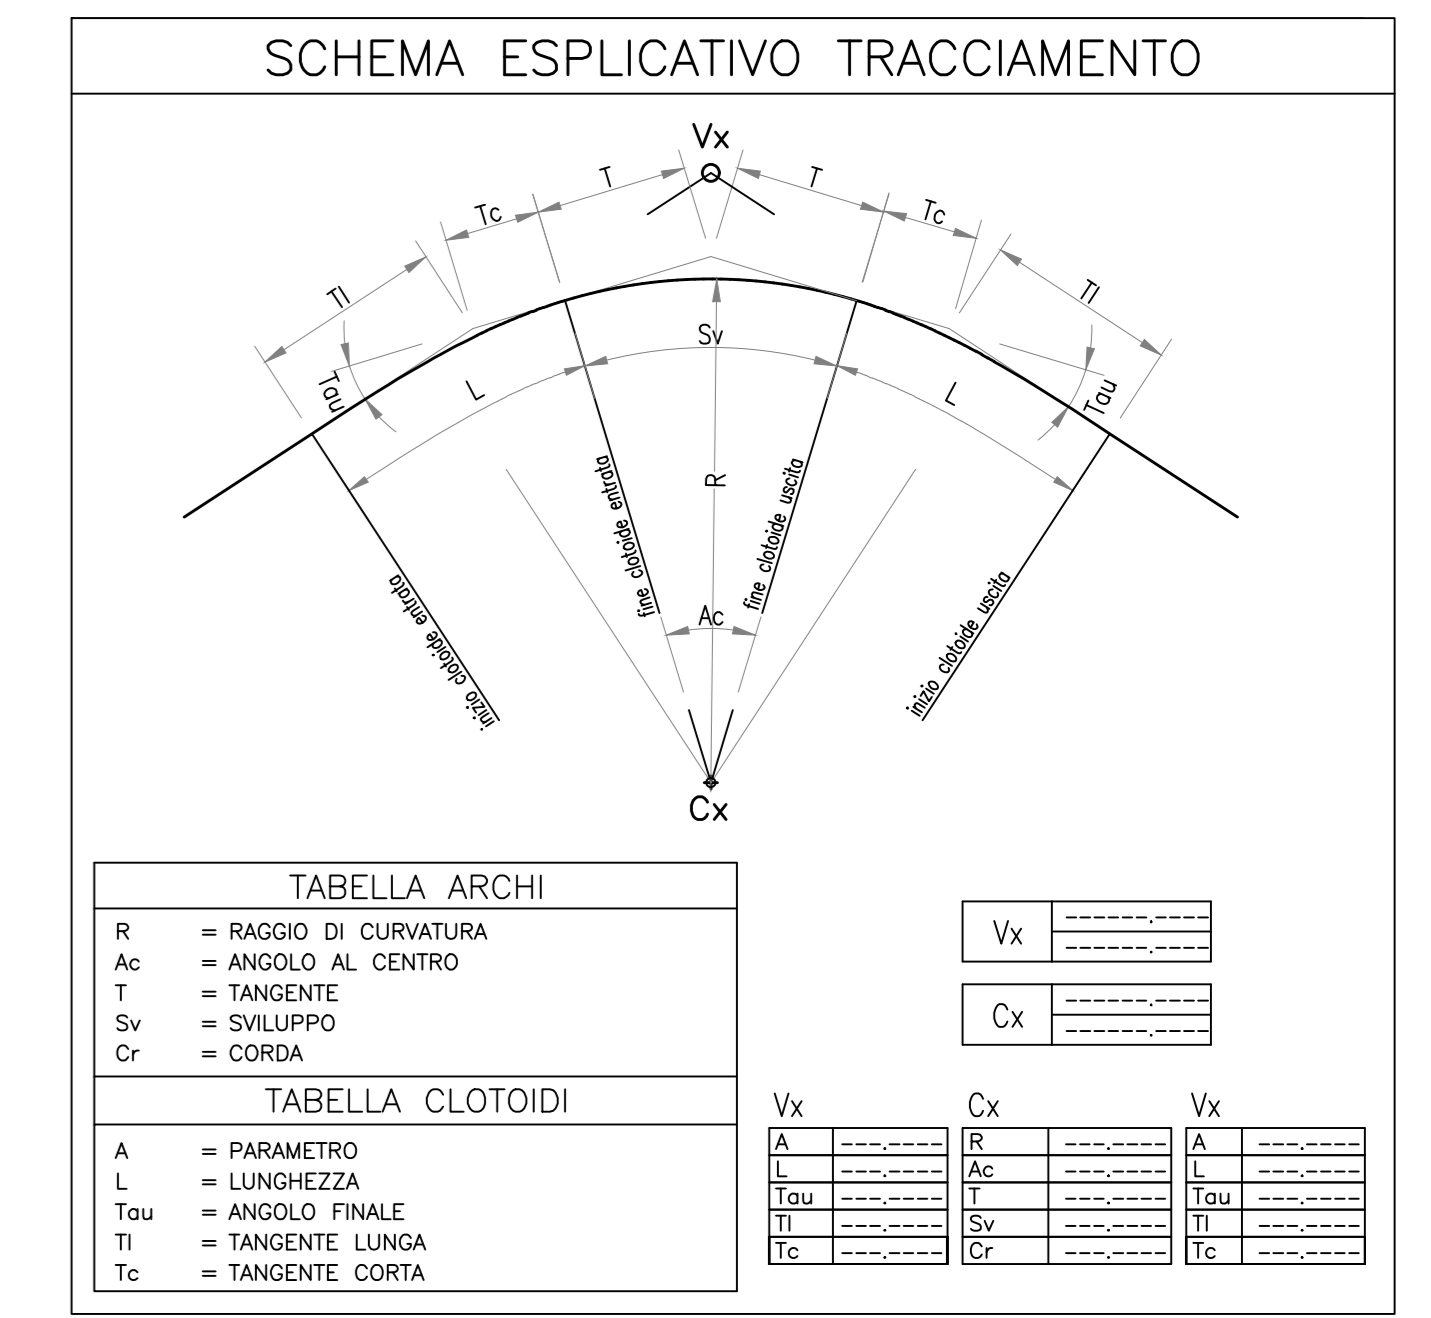 SCHEMA ESPLICATIVO TRACCIAMENTO
Vx
T
T
Tc
Tc
Tl
Tl
Sv
Tau
L
L
Tau
R
fine clotoide entrata
fine clotoide uscita
inizio clotoide entrata
inizio clotoide uscita
Ac
Cx
TABELLA ARCHI
R = RAGGIO DI CURVATURA
Ac = ANGOLO AL CENTRO
T = TANGENTE
Sv = SVILUPPO
Cr = CORDA
TABELLA CLOTOIDI
A = PARAMETRO
L = LUNGHEZZA
Tau = ANGOLO FINALE
Tl = TANGENTE LUNGA
Tc = TANGENTE CORTA
Vx ------.----
------.----
Cx ------.----
------.----
Vx Cx Vx
A ---.---- R ---.---- A ---.----
L ---.---- Ac ---.---- L ---.----
Tau ---.---- T ---.---- Tau ---.----
Tl ---.---- Sv ---.---- Tl ---.----
Tc ---.---- Cr ---.---- Tc ---.----